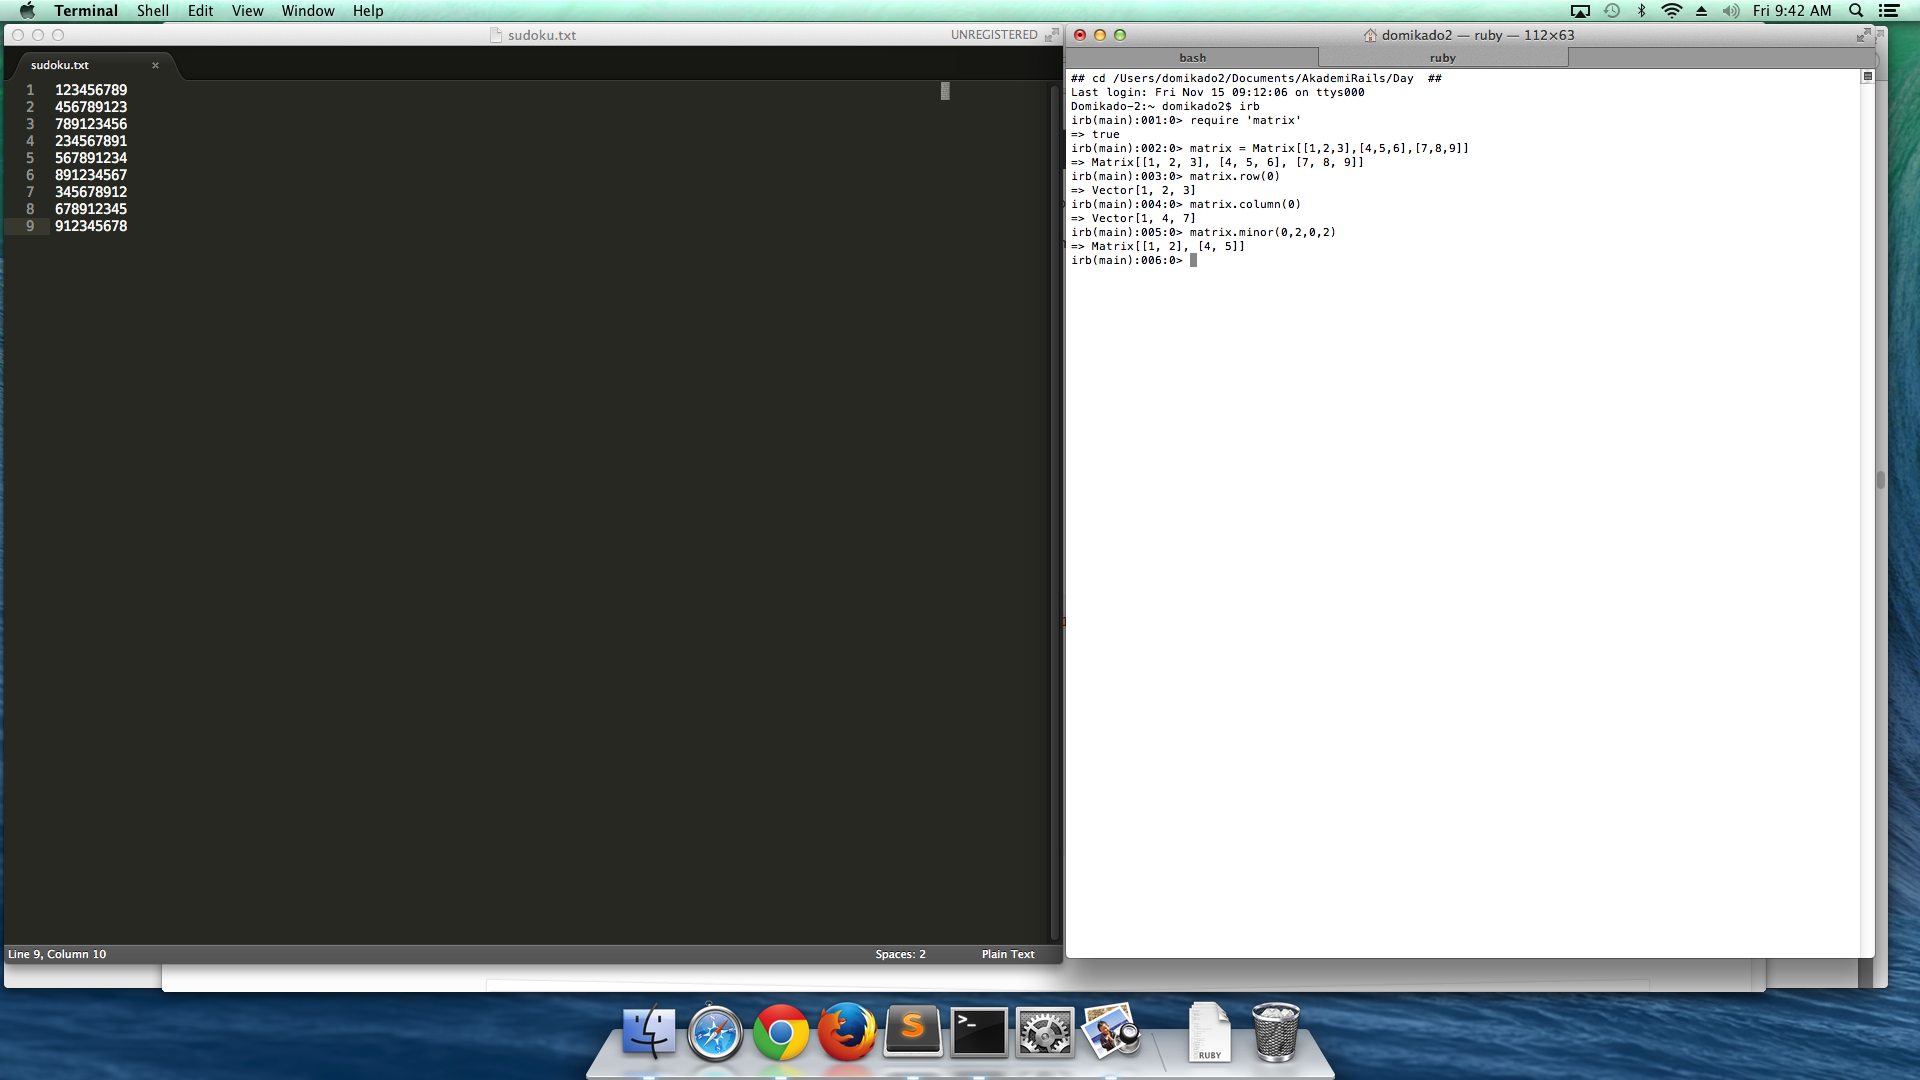 Terminal Shell Edit View Window Help Fri 9:42 AM
sudoku.txt UNREGISTERED
sudoku.txt ×
1 123456789
2 456789123
3 789123456
4 234567891
5 567891234
6 891234567
7 345678912
8 678912345
9 912345678
Line 9, Column 10 Spaces: 2 Plain Text
domikado2 — ruby — 112×63
bash ruby
## cd /Users/domikado2/Documents/AkademiRails/Day  ##
Last login: Fri Nov 15 09:12:06 on ttys000
Domikado-2:~ domikado2$ irb
irb(main):001:0> require 'matrix'
=> true
irb(main):002:0> matrix = Matrix[[1,2,3],[4,5,6],[7,8,9]]
=> Matrix[[1, 2, 3], [4, 5, 6], [7, 8, 9]]
irb(main):003:0> matrix.row(0)
=> Vector[1, 2, 3]
irb(main):004:0> matrix.column(0)
=> Vector[1, 4, 7]
irb(main):005:0> matrix.minor(0,2,0,2)
=> Matrix[[1, 2], [4, 5]]
irb(main):006:0>
S
>_
RUBY